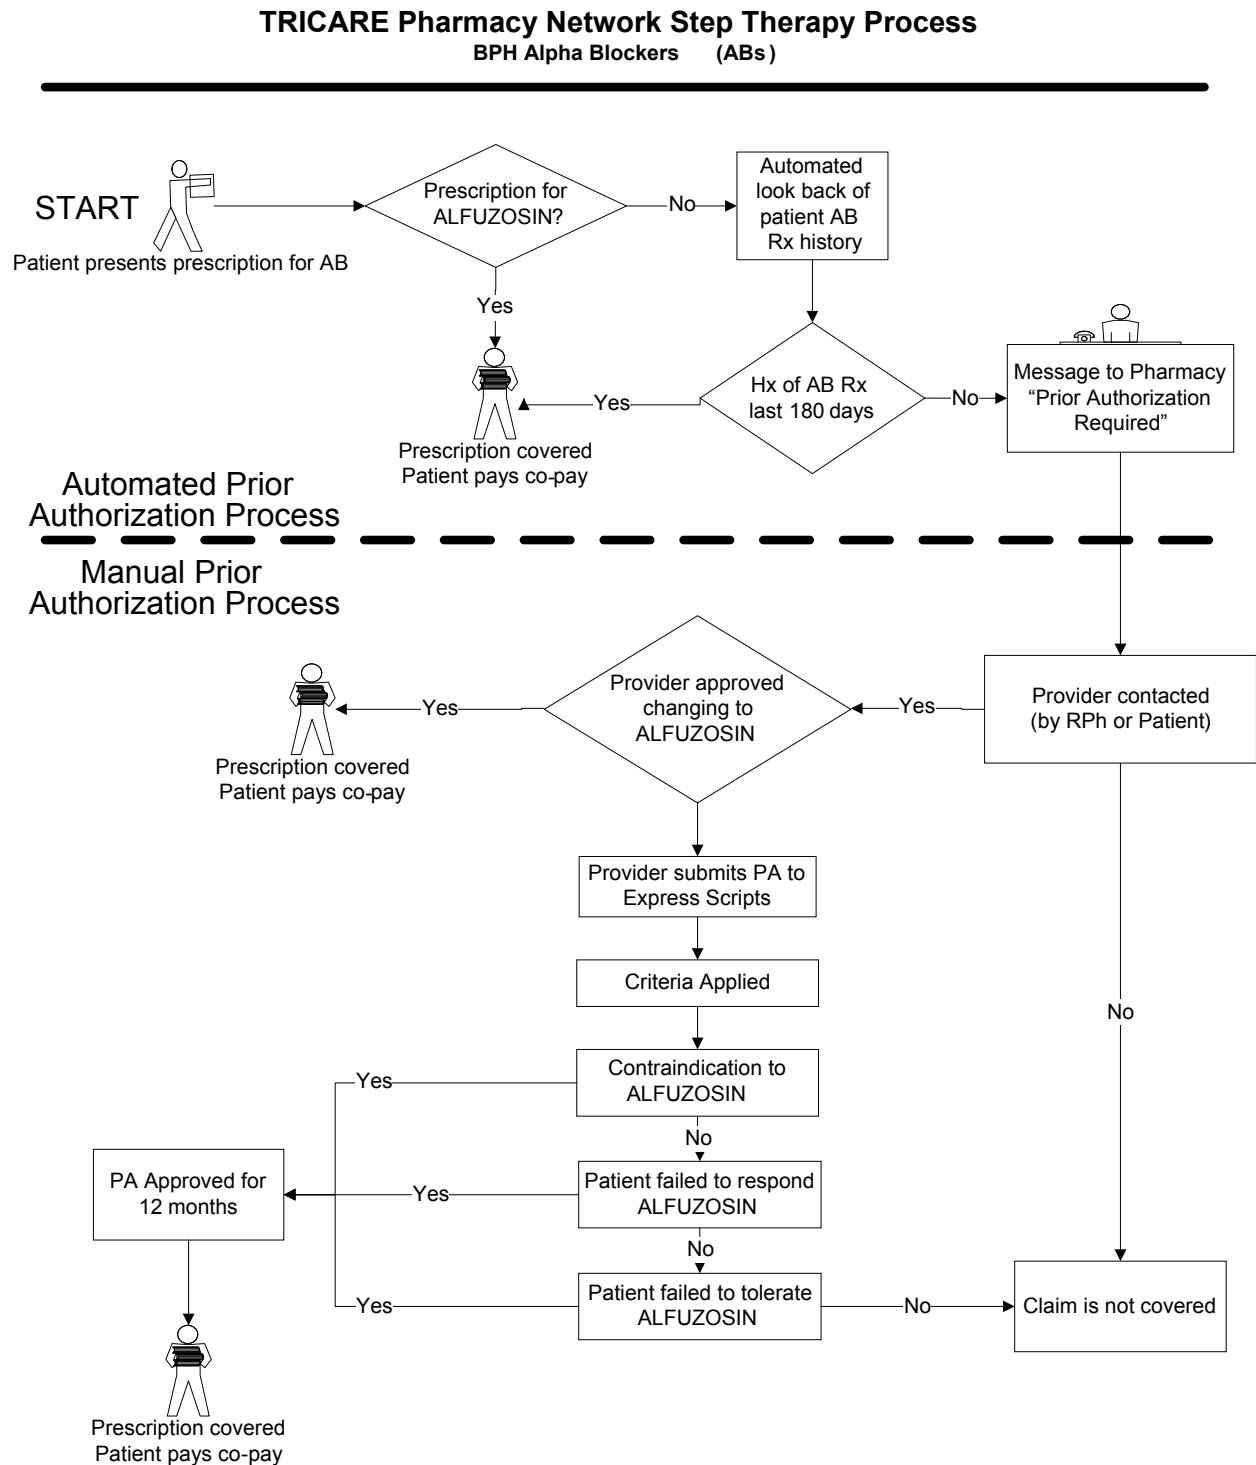 TRICARE Pharmacy Network Step Therapy Process
BPH Alpha Blockers (ABs)
START
Patient presents prescription for AB
Prescription for
ALFUZOSIN?
No
Automated
look back of
patient AB
Rx history
Yes
Prescription covered
Patient pays co-pay
Yes
Hx of AB Rx
last 180 days
No
Message to Pharmacy
“Prior Authorization
Required”
Automated Prior
Authorization Process
Manual Prior
Authorization Process
Provider contacted
(by RPh or Patient)
Yes
Provider approved
changing to
ALFUZOSIN
Yes
Prescription covered
Patient pays co-pay
Provider submits PA to
Express Scripts
Criteria Applied
No
Contraindication to
ALFUZOSIN
Yes
No
Patient failed to respond
ALFUZOSIN
Yes
No
Patient failed to tolerate
ALFUZOSIN
Yes
No
Claim is not covered
PA Approved for
12 months
Prescription covered
Patient pays co-pay